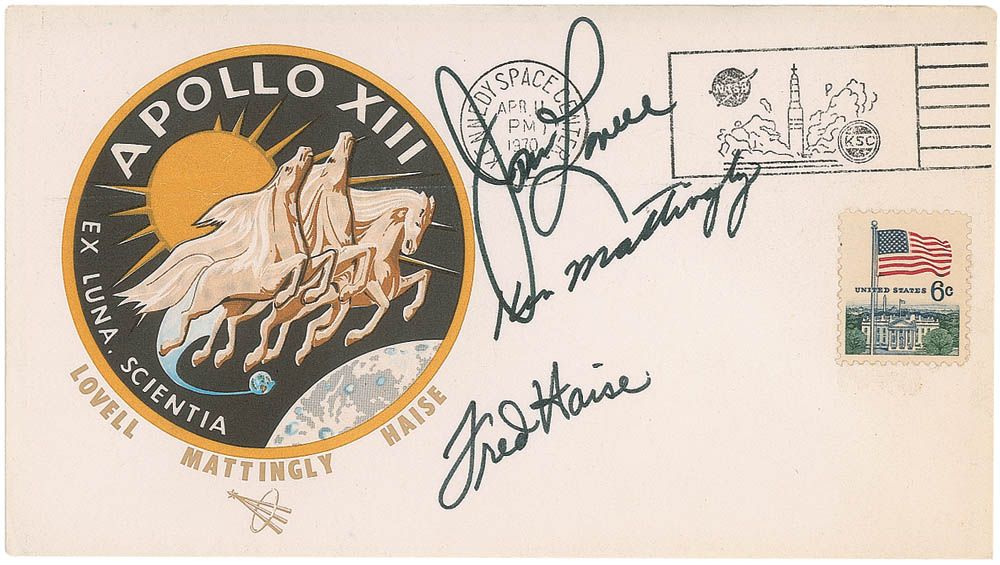 APOLLO XIII
EX LUNA, SCIENTIA
LOVELL
MATTINGLY
HAISE
KENNEDY SPACE CENTER
APR 11
PM
1970
NASA
KSC
James Lovell
Ken Mattingly
Fred Haise
UNITED STATES 6c